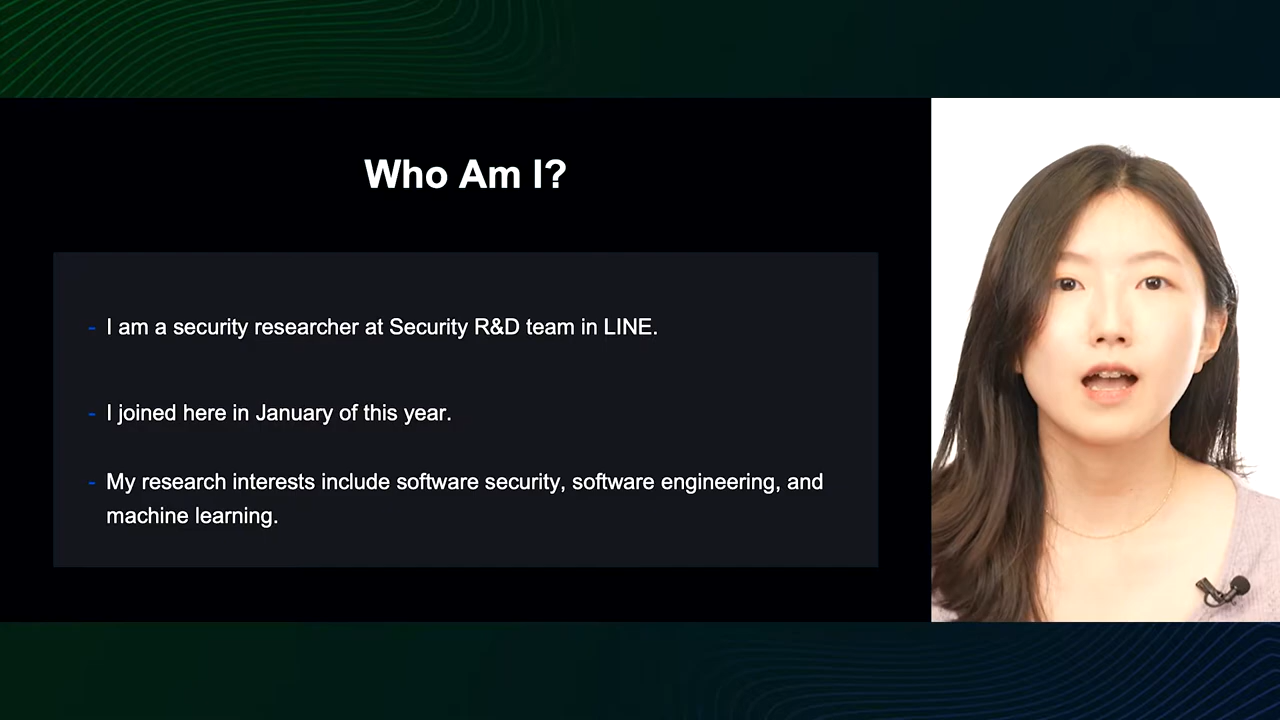 Who Am I?
- I am a security researcher at Security R&D team in LINE.
- I joined here in January of this year.
- My research interests include software security, software engineering, and
machine learning.